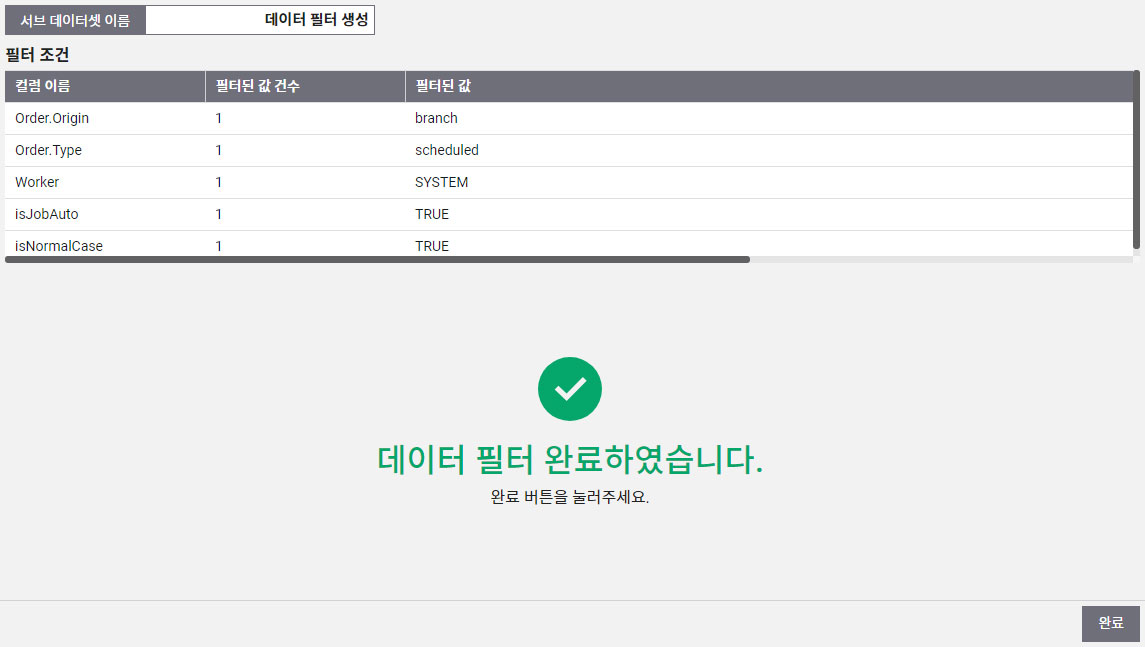 서브 데이터셋 이름 데이터 필터 생성
필터 조건
컬럼 이름 필터된 값 건수 필터된 값
Order.Origin 1 branch
Order.Type 1 scheduled
Worker 1 SYSTEM
isJobAuto 1 TRUE
isNormalCase 1 TRUE
데이터 필터 완료하였습니다.
완료 버튼을 눌러주세요.
완료